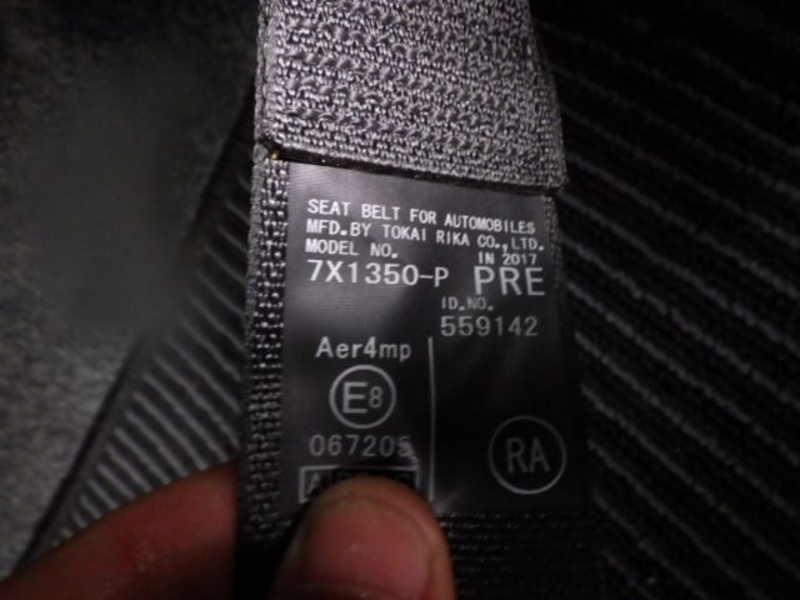 SEAT BELT FOR AUTOMOBILES
MFD.BY TOKAI RIKA CO.,LTD.
MODEL NO. IN 2017
7X1350-P PRE
ID.NO.
559142
Aer4mp
E8
067205
RA